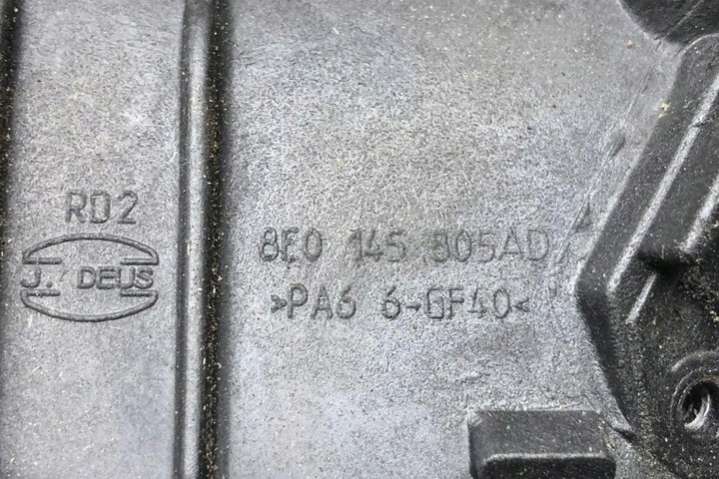 RD2
J. DEUS
8E0 145 805AD
>PA6 6-GF40<